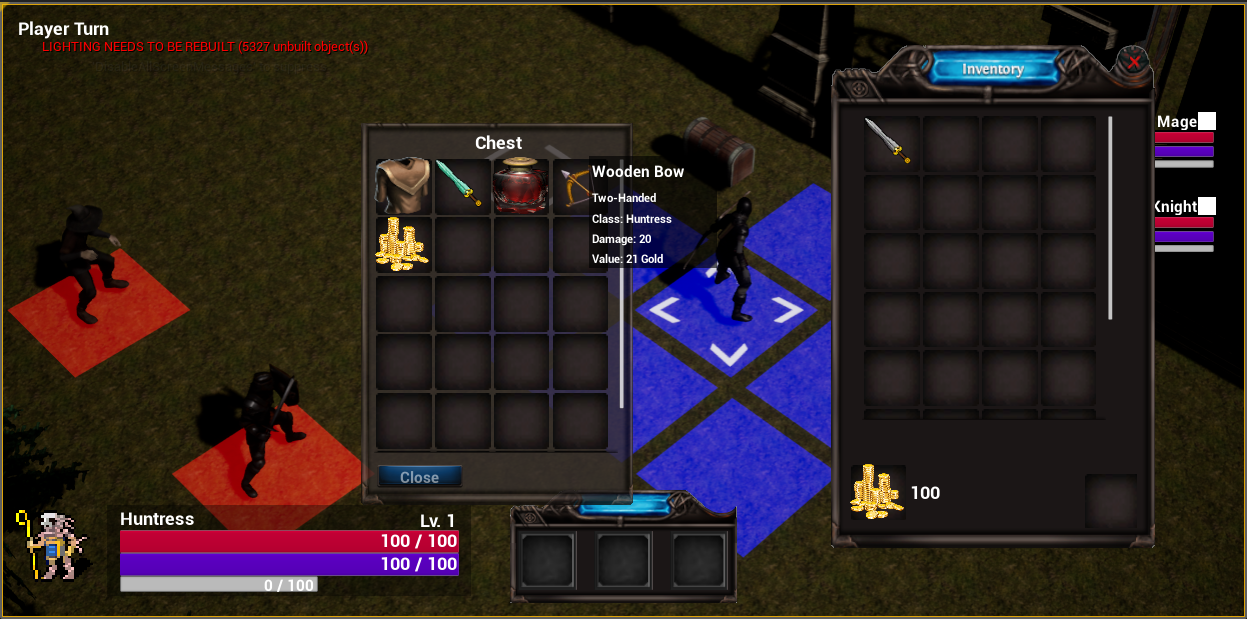 Player Turn
LIGHTING NEEDS TO BE REBUILT (5327 unbuilt object(s))
Inventory
Mage
Knight
Chest
Wooden Bow
Two-Handed
Class: Huntress
Damage: 20
Value: 21 Gold
Close
100
Huntress
Lv. 1
100 / 100
100 / 100
0 / 100